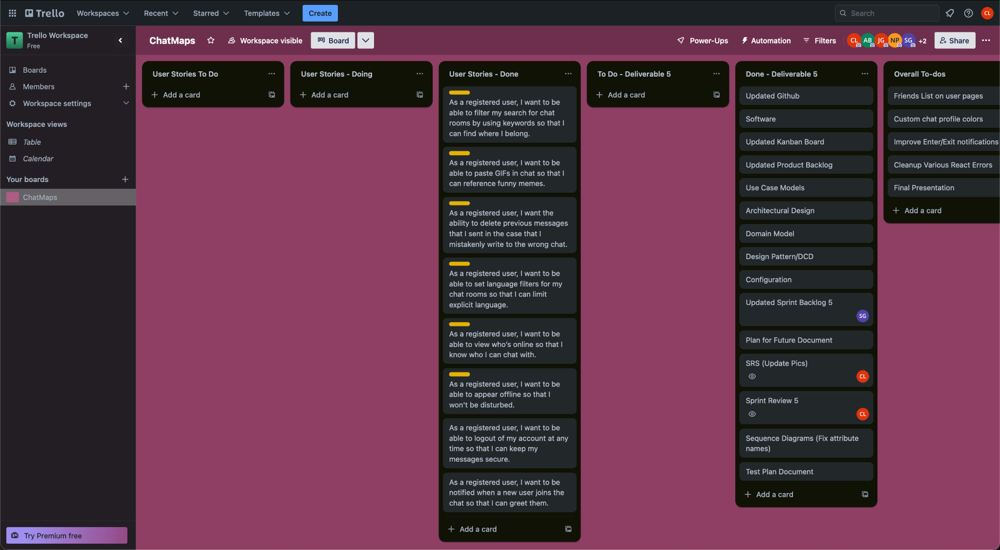 Trello
Workspaces
Recent
Starred
Templates
Create
Search
CL
T
Trello Workspace
Free
Boards
Members
Workspace settings
Workspace views
Table
Calendar
Your boards
ChatMaps
Try Premium free
ChatMaps
Workspace visible
Board
Power-Ups
Automation
Filters
CL
AB
JG
NP
SG
+2
Share
User Stories To Do
Add a card
User Stories - Doing
Add a card
User Stories - Done
As a registered user, I want to be
able to filter my search for chat
rooms by using keywords so that I
can find where I belong.
As a registered user, I want to be
able to paste GIFs in chat so that I
can reference funny memes.
As a registered user, I want the
ability to delete previous messages
that I sent in the case that I
mistakenly write to the wrong chat.
As a registered user, I want to be
able to set language filters for my
chat rooms so that I can limit
explicit language.
As a registered user, I want to be
able to view who’s online so that I
know who I can chat with.
As a registered user, I want to be
able to appear offline so that I
won't be disturbed.
As a registered user, I want to be
able to logout of my account at any
time so that I can keep my
messages secure.
As a registered user, I want to be
notified when a new user joins the
chat so that I can greet them.
Add a card
To Do - Deliverable 5
Add a card
Done - Deliverable 5
Updated Github
Software
Updated Kanban Board
Updated Product Backlog
Use Case Models
Architectural Design
Domain Model
Design Pattern/DCD
Configuration
Updated Sprint Backlog 5
SG
Plan for Future Document
SRS (Update Pics)
CL
Sprint Review 5
CL
Sequence Diagrams (Fix attribute
names)
Test Plan Document
Add a card
Overall To-dos
Friends List on user pages
Custom chat profile colors
Improve Enter/Exit notifications
Cleanup Various React Errors
Final Presentation
Add a card